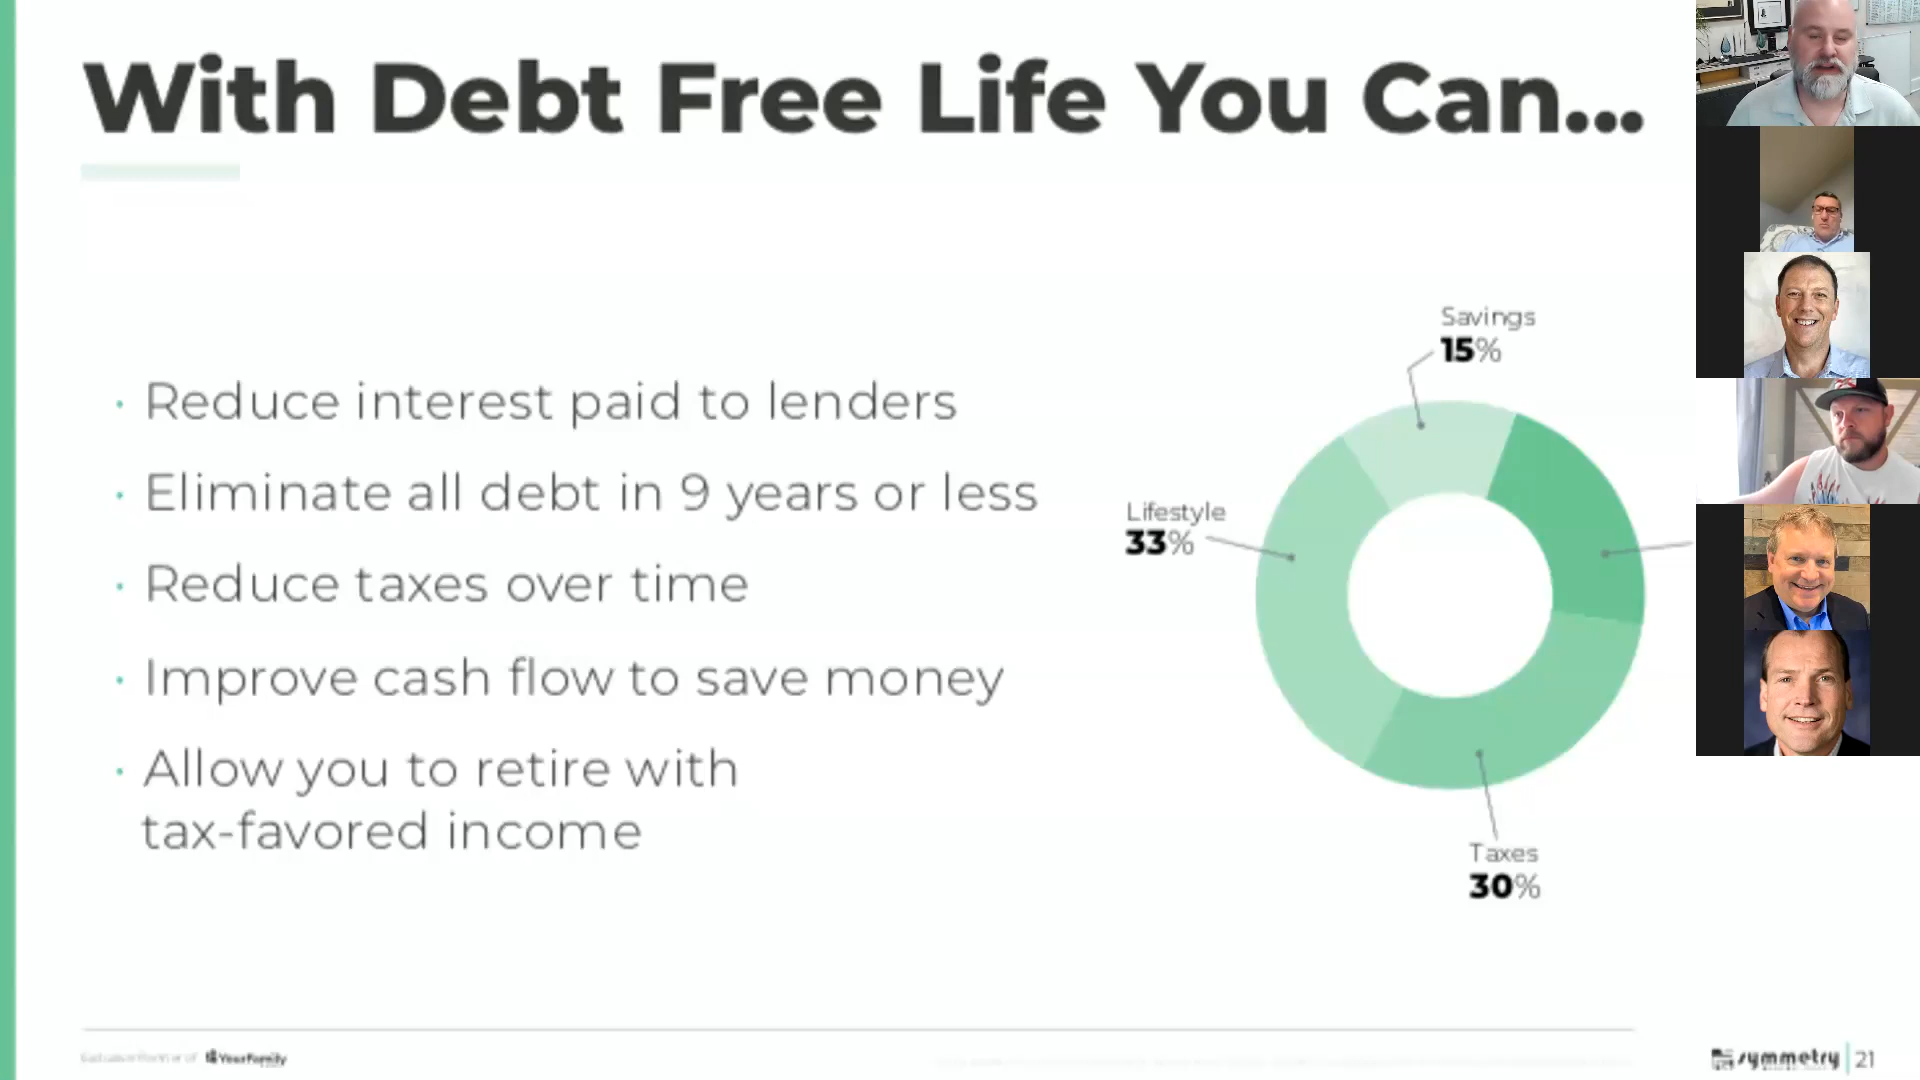 With Debt Free Life You Can...
· Reduce interest paid to lenders
· Eliminate all debt in 9 years or less
· Reduce taxes over time
· Improve cash flow to save money
· Allow you to retire with
tax-favored income
Savings
15%
Lifestyle
33%
Taxes
30%
YourFamily
symmetry | 21